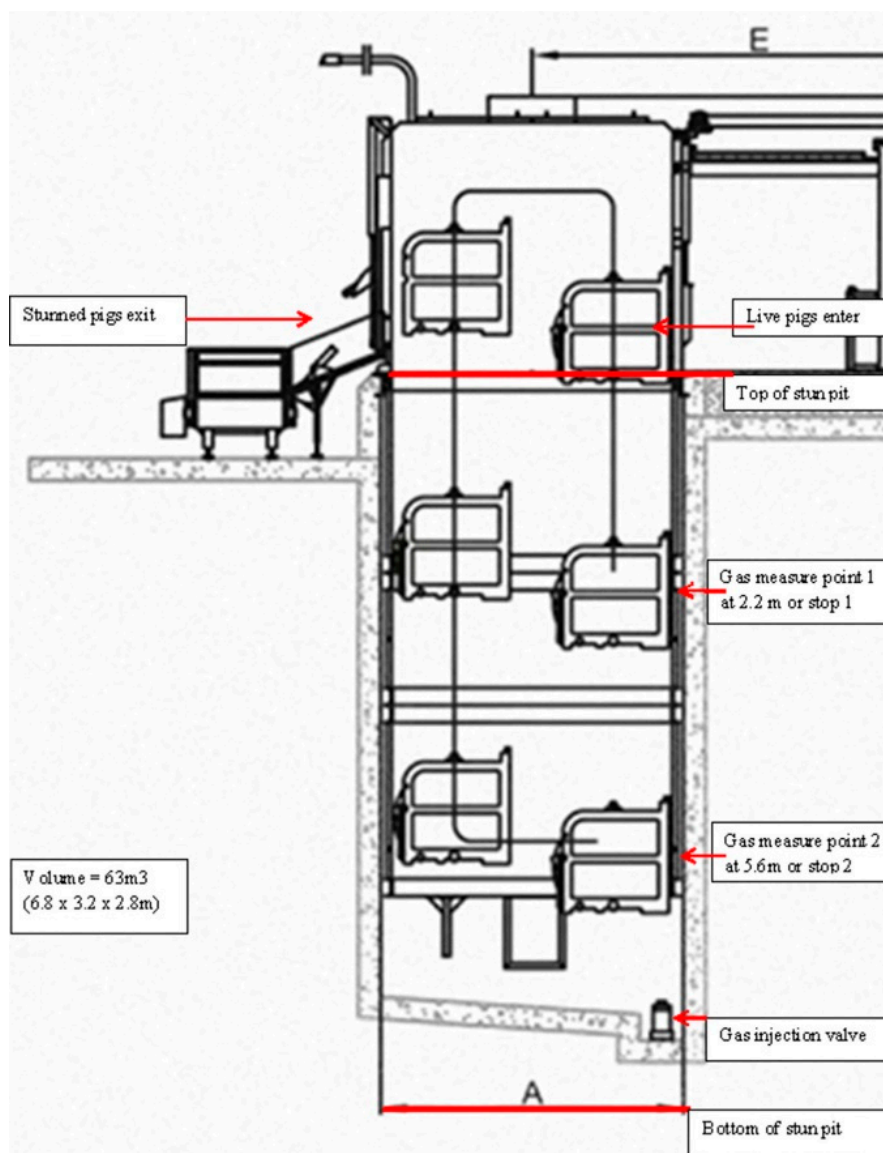 E
Stunned pigs exit
Live pigs enter
Top of stun pit
Gas measure point 1
at 2.2 m or stop 1
Gas measure point 2
at 5.6m or stop 2
Volume = 63m3
(6.8 x 3.2 x 2.8m)
Gas injection valve
A
Bottom of stun pit